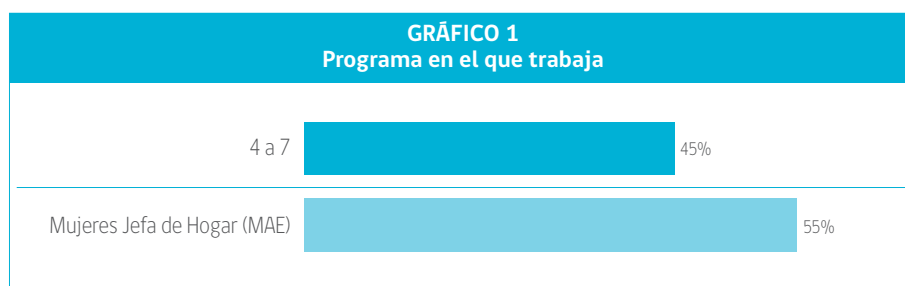 GRÁFICO 1
Programa en el que trabaja
4 a 7
45%
Mujeres Jefa de Hogar (MAE)
55%